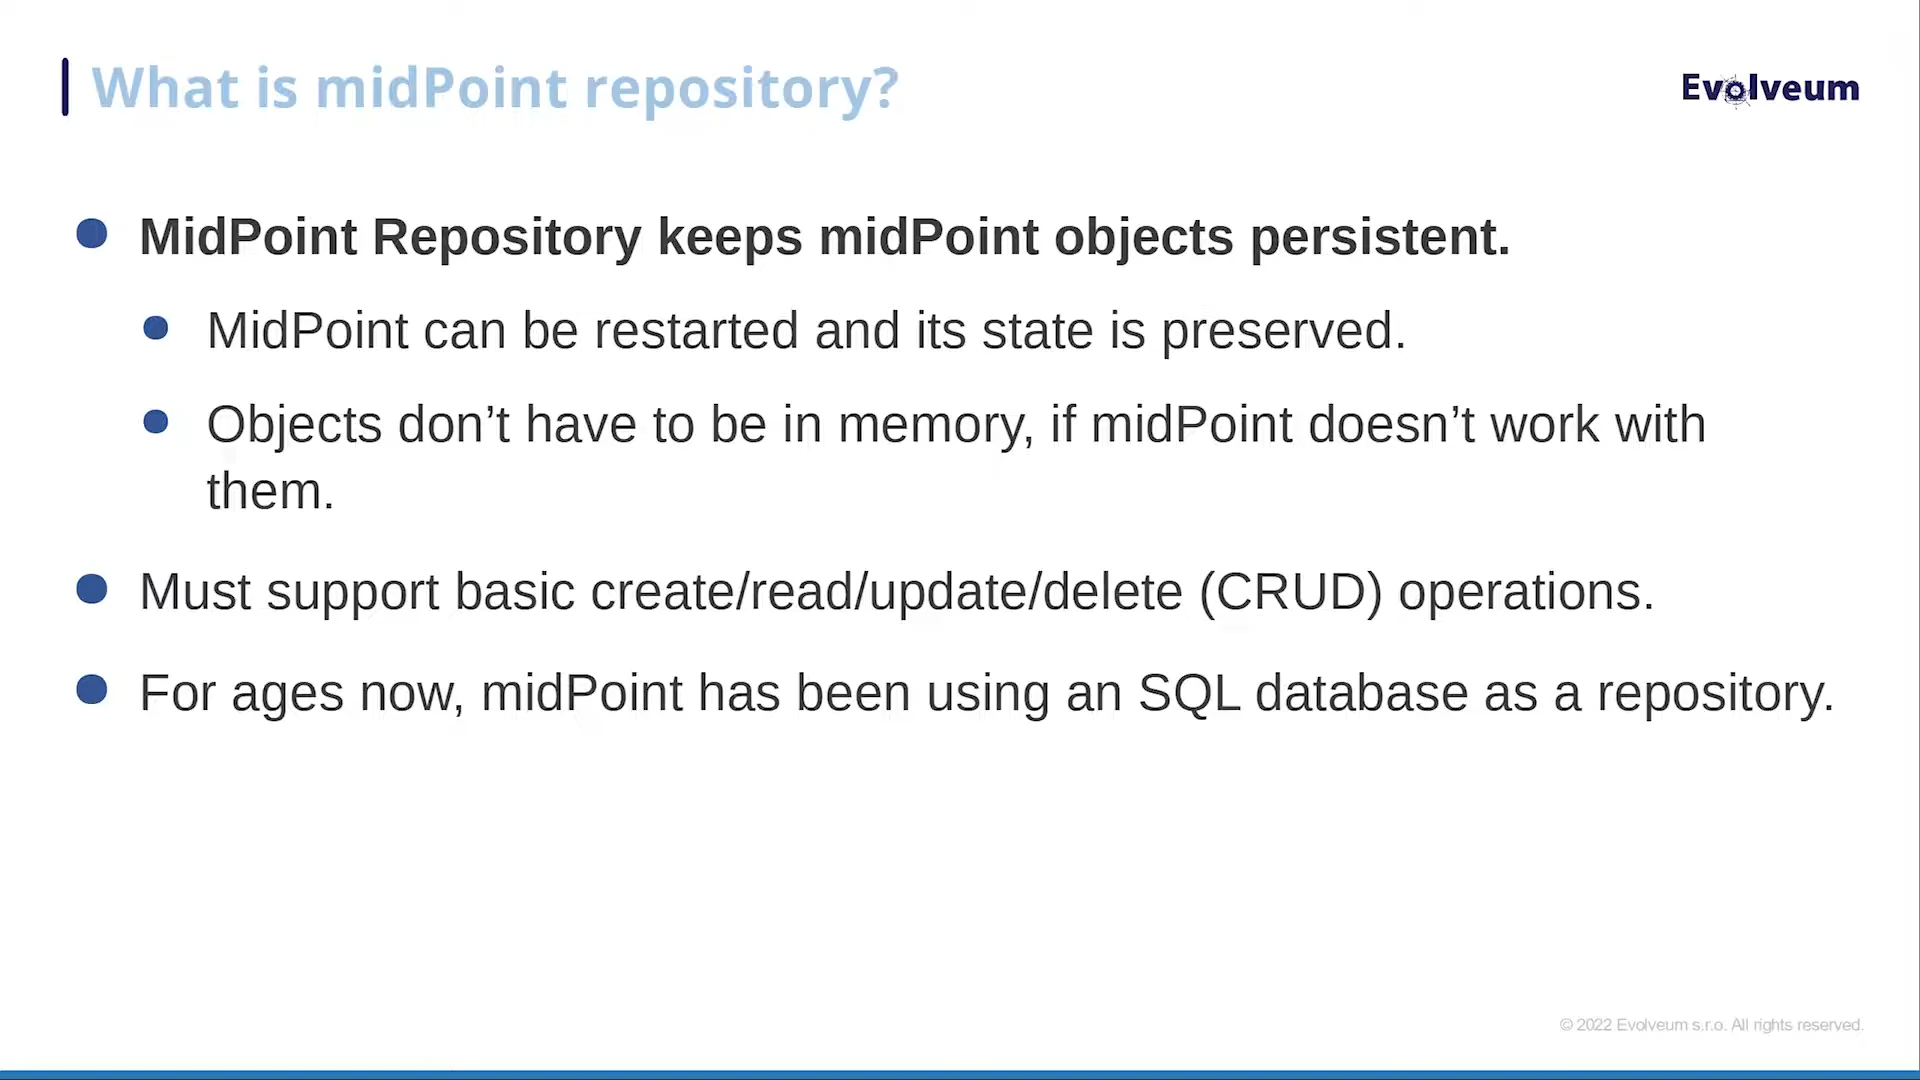 What is midPoint repository?
Evolveum
MidPoint Repository keeps midPoint objects persistent.
MidPoint can be restarted and its state is preserved.
Objects don’t have to be in memory, if midPoint doesn’t work with
them.
Must support basic create/read/update/delete (CRUD) operations.
For ages now, midPoint has been using an SQL database as a repository.
© 2022 Evolveum s.r.o. All rights reserved.